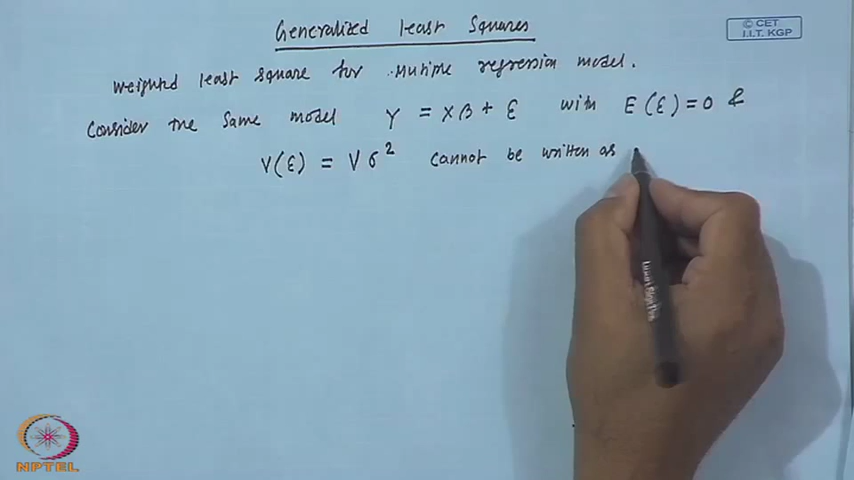 Generalized Least Squares
© CET
I.I.T. KGP
Weighted least square for Multiple regression model.
Consider the same model Y = Xβ + ε with E(ε) = 0 &
V(ε) = Vσ² cannot be written as
NPTEL